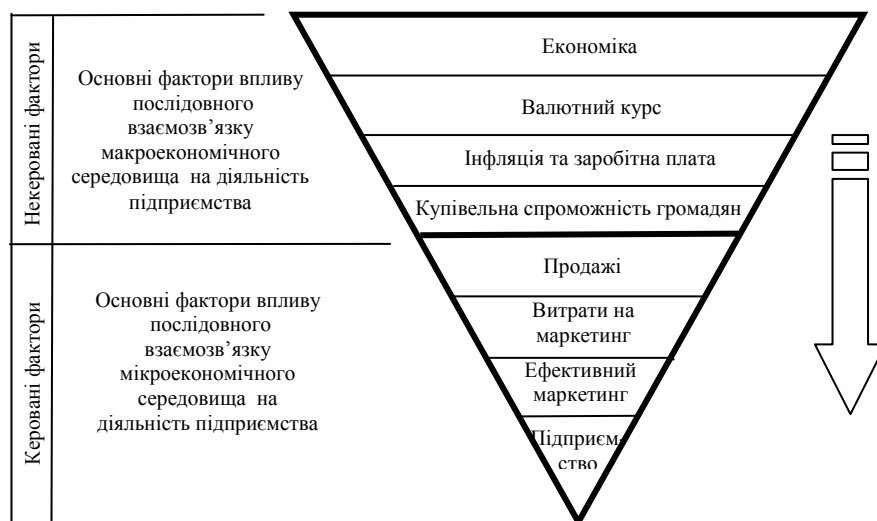 Некеровані фактори
Основні фактори впливу
послідовного
взаємозв’язку
макроекономічного
середовища на діяльність
підприємства
Економіка
Валютний курс
Інфляція та заробітна плата
Купівельна спроможність громадян
Керовані фактори
Основні фактори впливу
послідовного
взаємозв’язку
мікроекономічного
середовища на
діяльність підприємства
Продажі
Витрати на
маркетинг
Ефективний
маркетинг
Підприєм-
ство